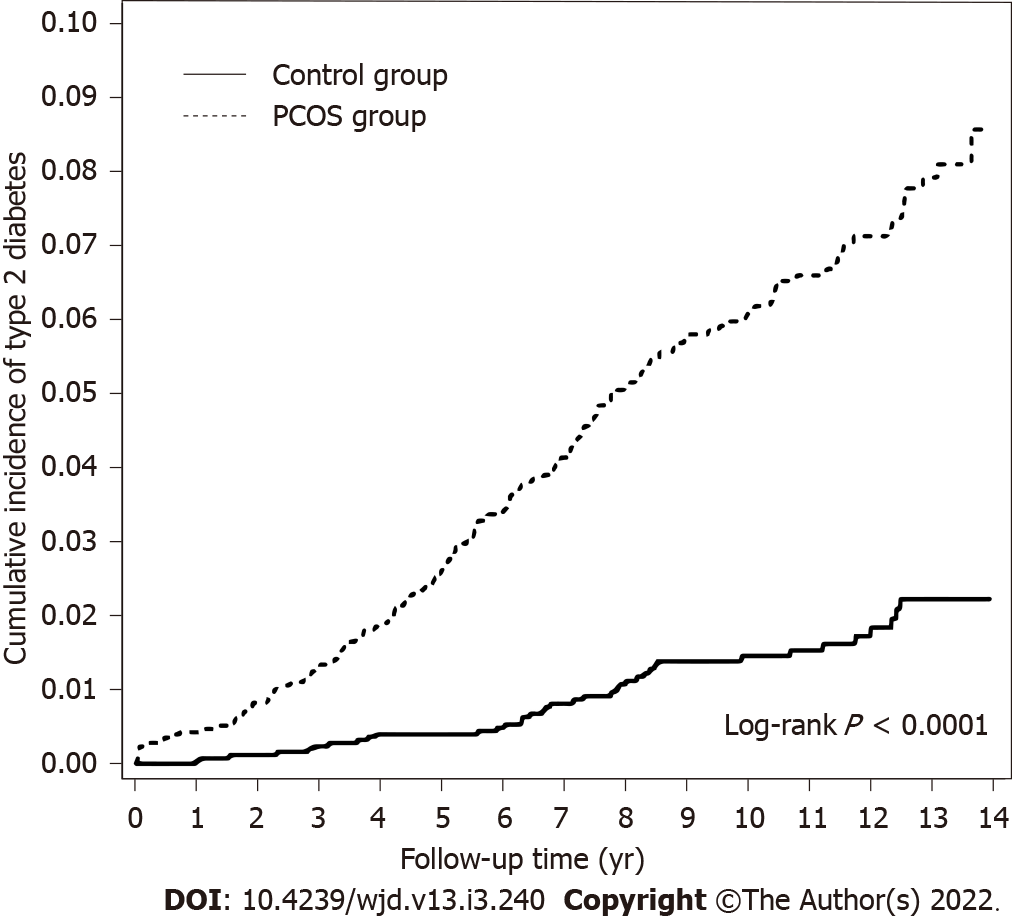 0.10
0.09
0.08
0.07
0.06
0.05
0.04
0.03
0.02
0.01
0.00
Cumulative incidence of type 2 diabetes
Control group
PCOS group
Log-rank P < 0.0001
0 1 2 3 4 5 6 7 8 9 10 11 12 13 14
Follow-up time (yr)
DOI: 10.4239/wjd.v13.i3.240 Copyright ©The Author(s) 2022.